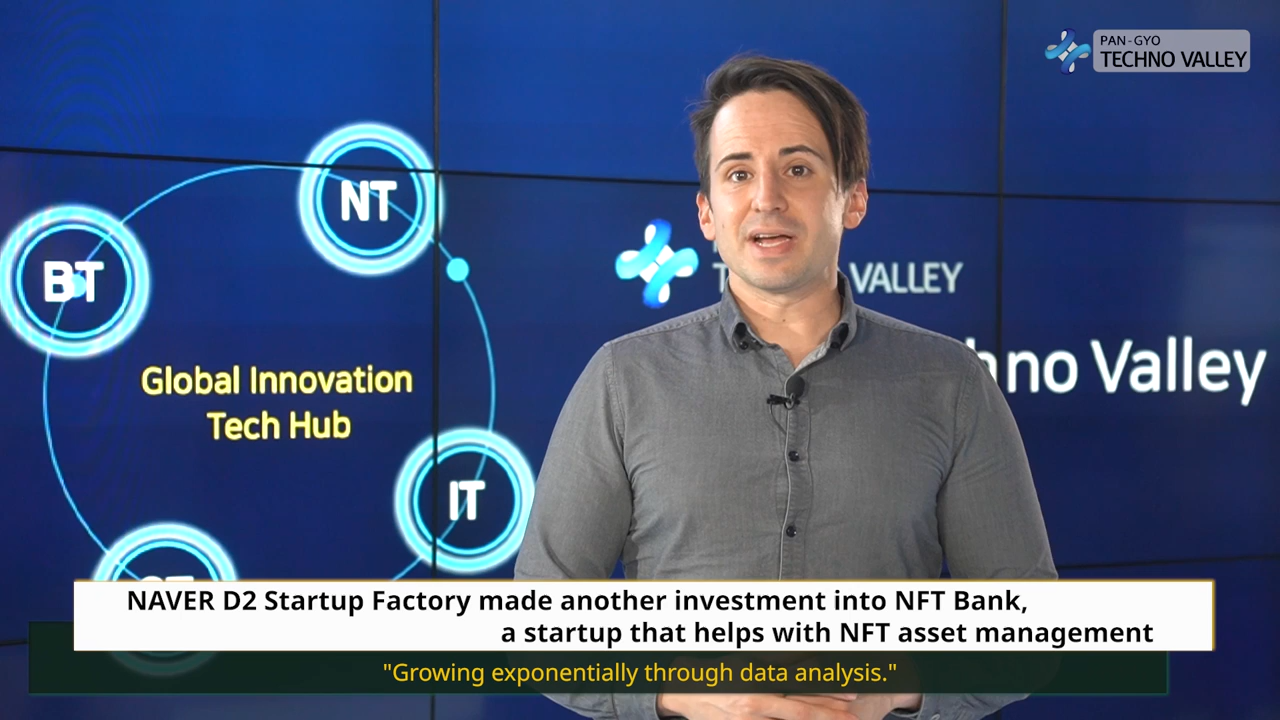 PAN-GYO
TECHNO VALLEY
NT
BT
VALLEY
Global Innovation
Tech Hub
Valley
IT
NAVER D2 Startup Factory made another investment into NFT Bank,
a startup that helps with NFT asset management
"Growing exponentially through data analysis."